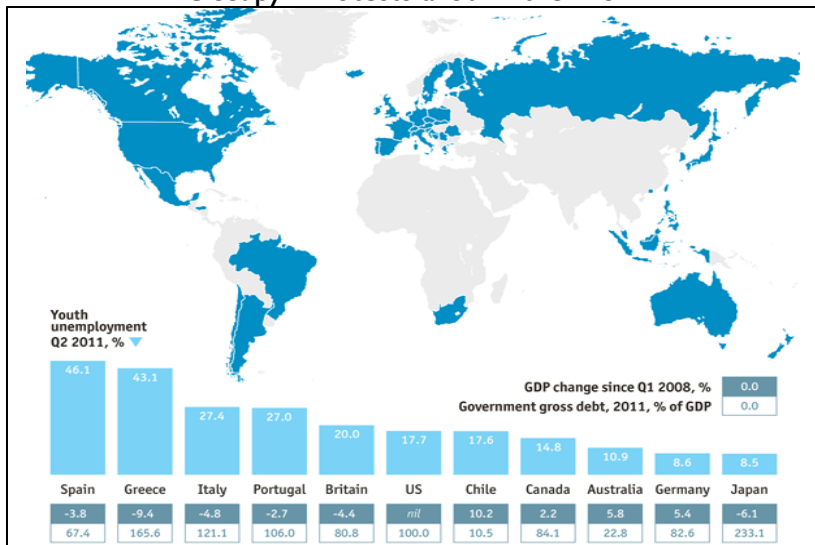 Youth
unemployment
Q2 2011, %
GDP change since Q1 2008, % 0.0
Government gross debt, 2011, % of GDP 0.0
46.1 43.1 27.4 27.0 20.0 17.7 17.6 14.8 10.9 8.6 8.5
Spain Greece Italy Portugal Britain US Chile Canada Australia Germany Japan
-3.8 -9.4 -4.8 -2.7 -4.4 nil 10.2 2.2 5.8 5.4 -6.1
67.4 165.6 121.1 106.0 80.8 100.0 10.5 84.1 22.8 82.6 233.1